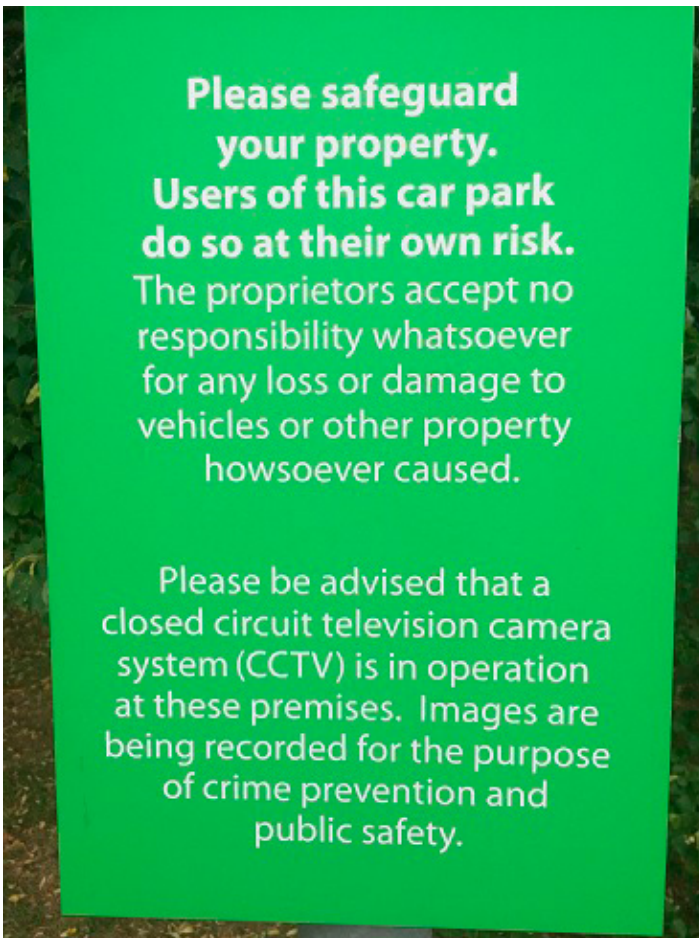 Please safeguard
your property.
Users of this car park
do so at their own risk.
The proprietors accept no
responsibility whatsoever
for any loss or damage to
vehicles or other property
howsoever caused.
Please be advised that a
closed circuit television camera
system (CCTV) is in operation
at these premises.  Images are
being recorded for the purpose
of crime prevention and
public safety.